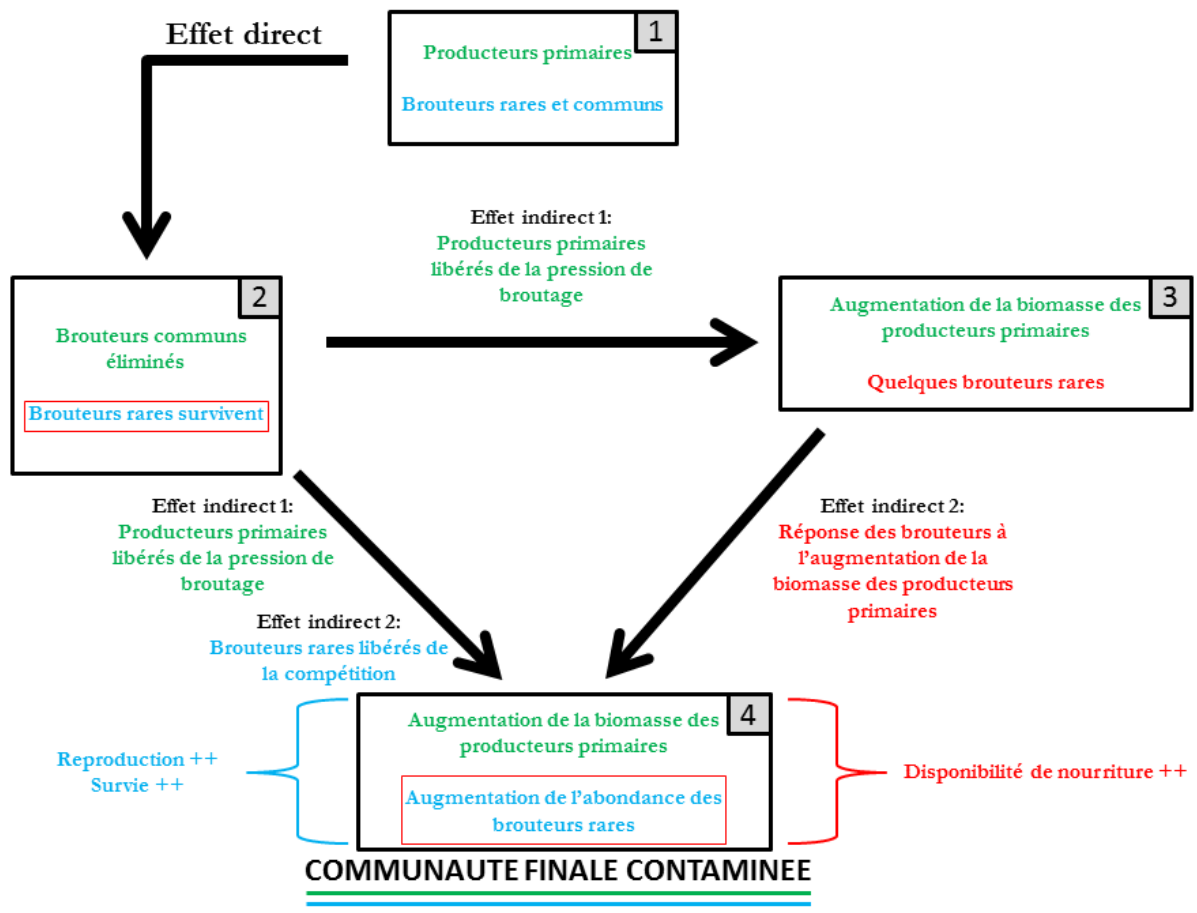 Effet direct
1
Producteurs primaires
Brouteurs rares et communs
Effet indirect 1:
Producteurs primaires
libérés de la pression de
broutage
2
Brouteurs communs
éliminés
Brouteurs rares survivent
3
Augmentation de la biomasse des
producteurs primaires
Quelques brouteurs rares
Effet indirect 1:
Producteurs primaires
libérés de la pression de
broutage
Effet indirect 2:
Brouteurs rares libérés de
la compétition
Effet indirect 2:
Réponse des brouteurs à
l’augmentation de la
biomasse des producteurs
primaires
4
Augmentation de la biomasse des
producteurs primaires
Augmentation de l’abondance des
brouteurs rares
Reproduction ++
Survie ++
Disponibilité de nourriture ++
COMMUNAUTE FINALE CONTAMINEE